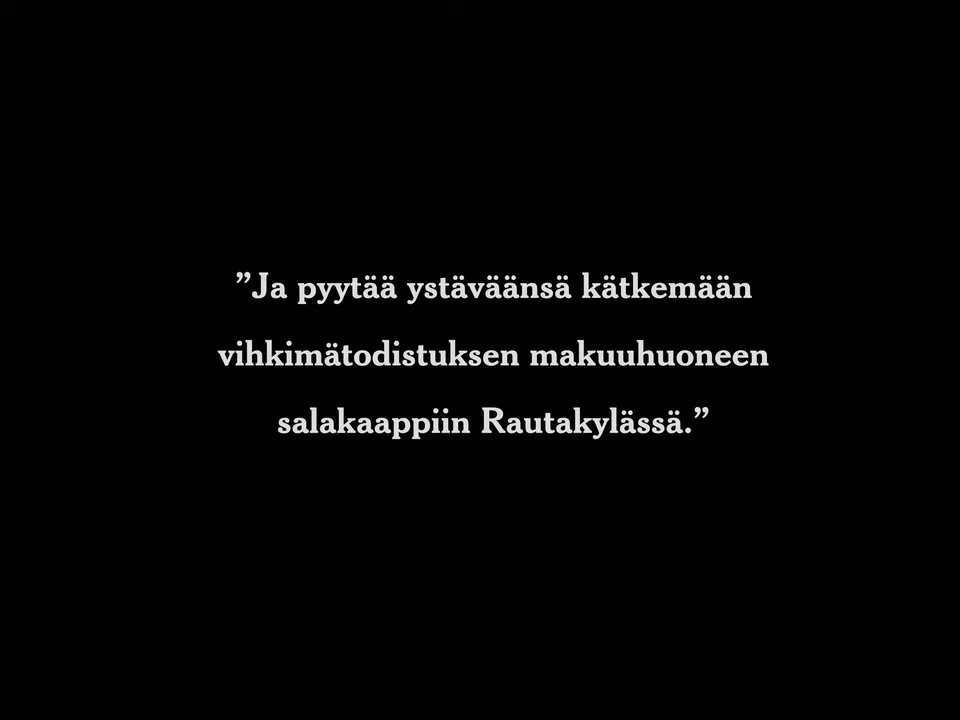 ”Ja pyytää ystäväänsä kätkemään
vihkimätodistuksen makuuhuoneen
salakaappiin Rautakylässä.”